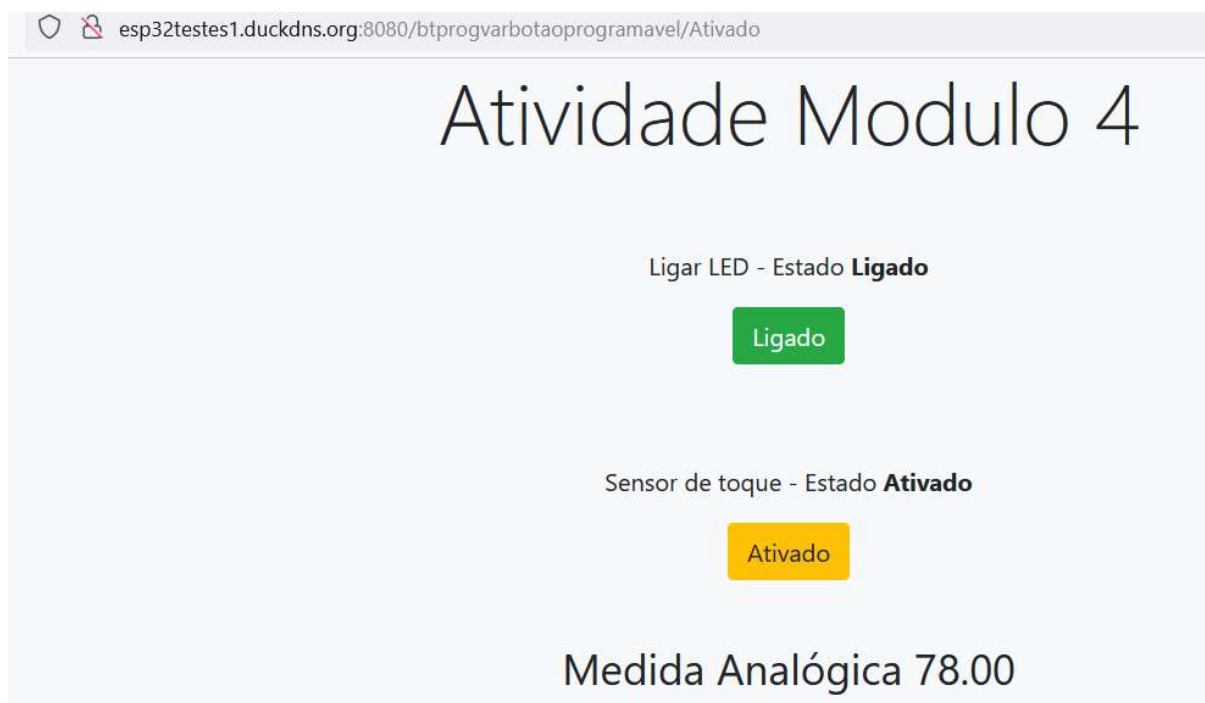 esp32testes1.duckdns.org:8080/btprogvarbotaoprogramavel/Ativado
Atividade Modulo 4
Ligar LED - Estado Ligado
Ligado
Sensor de toque - Estado Ativado
Ativado
Medida Analógica 78.00